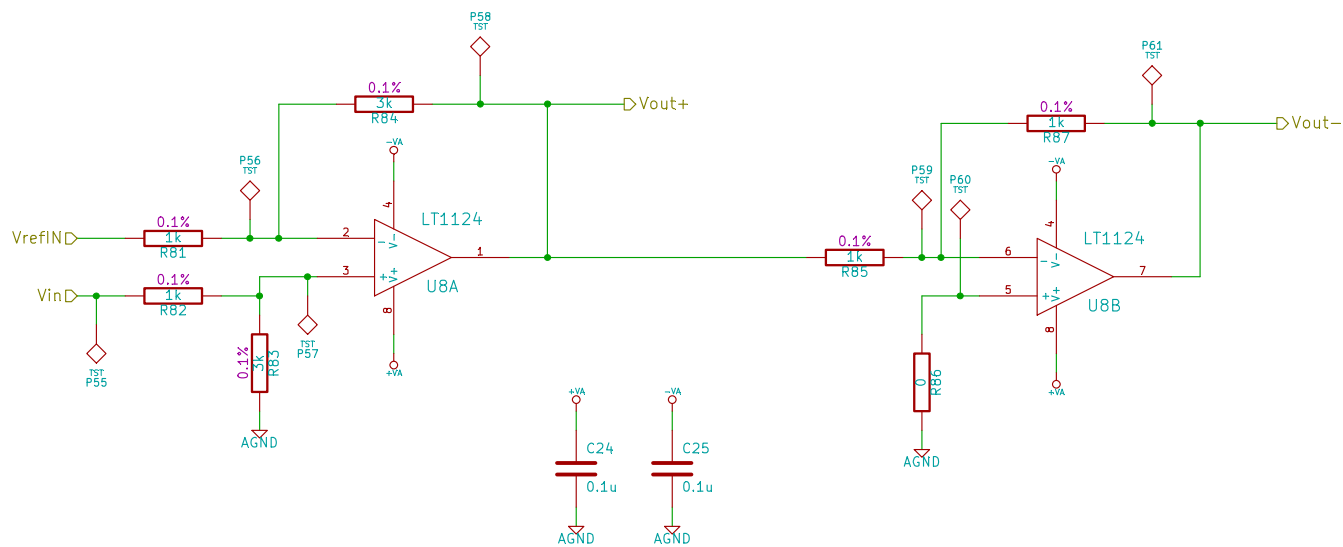 P58
TST
0.1%
3k
R84
Vout+
-VA
P56
TST
4
LT1124
VrefIN
0.1%
1k
R81
2
-
V-
1
Vin
0.1%
1k
R82
3
+
V+
U8A
8
TST
P55
0.1%
3k
R83
TST
P57
+VA
AGND
+VA
C24
0.1u
AGND
-VA
C25
0.1u
AGND
P61
TST
0.1%
1k
R87
Vout-
-VA
P59
TST
P60
TST
4
LT1124
0.1%
1k
R85
6
-
V-
7
5
+
V+
U8B
8
0
R86
+VA
AGND